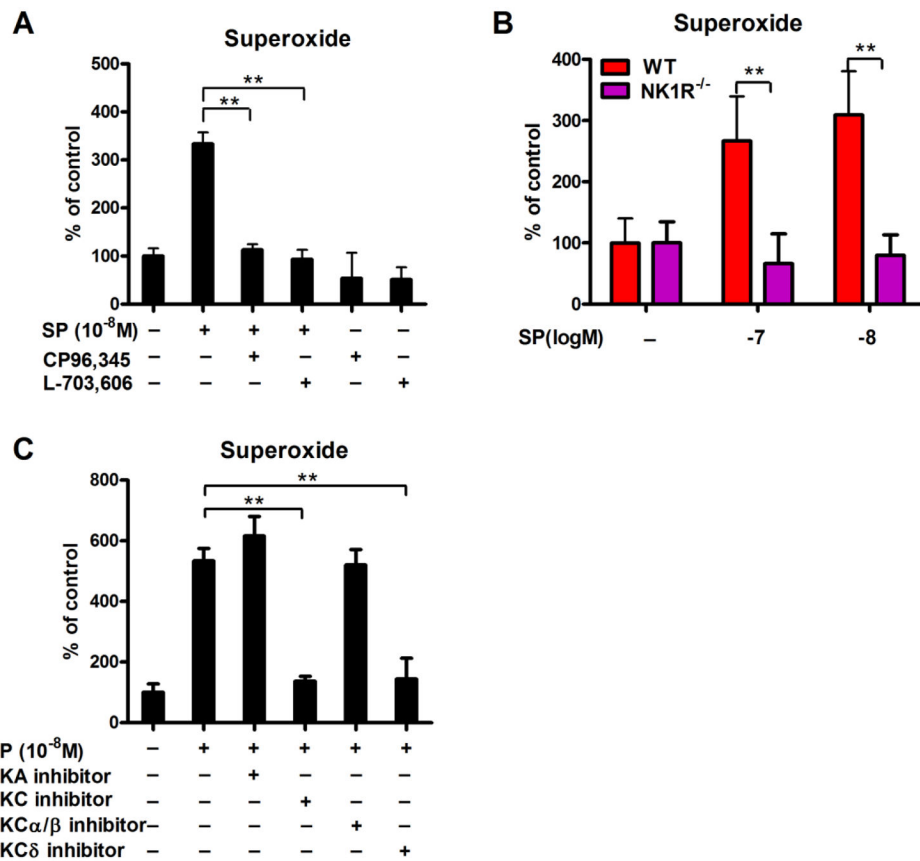 A
Superoxide
% of control
500
400
300
200
100
0
** **
SP (10⁻⁸M) – + + + – –
CP96,345 – – + – + –
L-703,606 – – – + – +
B
Superoxide
% of control
400
300
200
100
0
WT
NK1R⁻/⁻
** **
SP(logM) – -7 -8
C
Superoxide
% of control
800
600
400
200
0
** **
P (10⁻⁸M) – + + + + +
KA inhibitor – – + – – –
KC inhibitor – – – + – –
KCα/β inhibitor – – – – + –
KCδ inhibitor – – – – – +